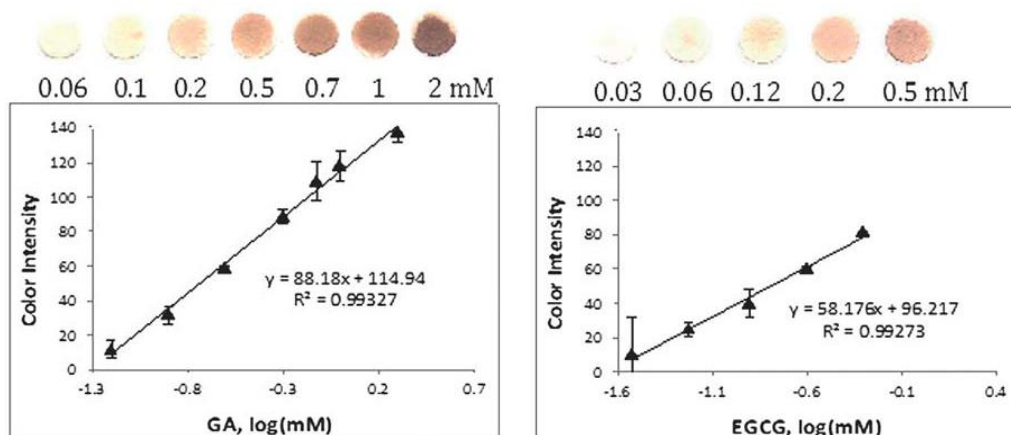 0.06 0.1 0.2 0.5 0.7 1 2 mM
140
120
100
80
60
40
20
0
Color Intensity
y = 88.18x + 114.94
R² = 0.99327
-1.3 -0.8 -0.3 0.2 0.7
GA, log(mM)
0.03 0.06 0.12 0.2 0.5 mM
140
120
100
80
60
40
20
0
Color Intensity
y = 58.176x + 96.217
R² = 0.99273
-1.6 -1.1 -0.6 -0.1 0.4
EGCG, log(mM)